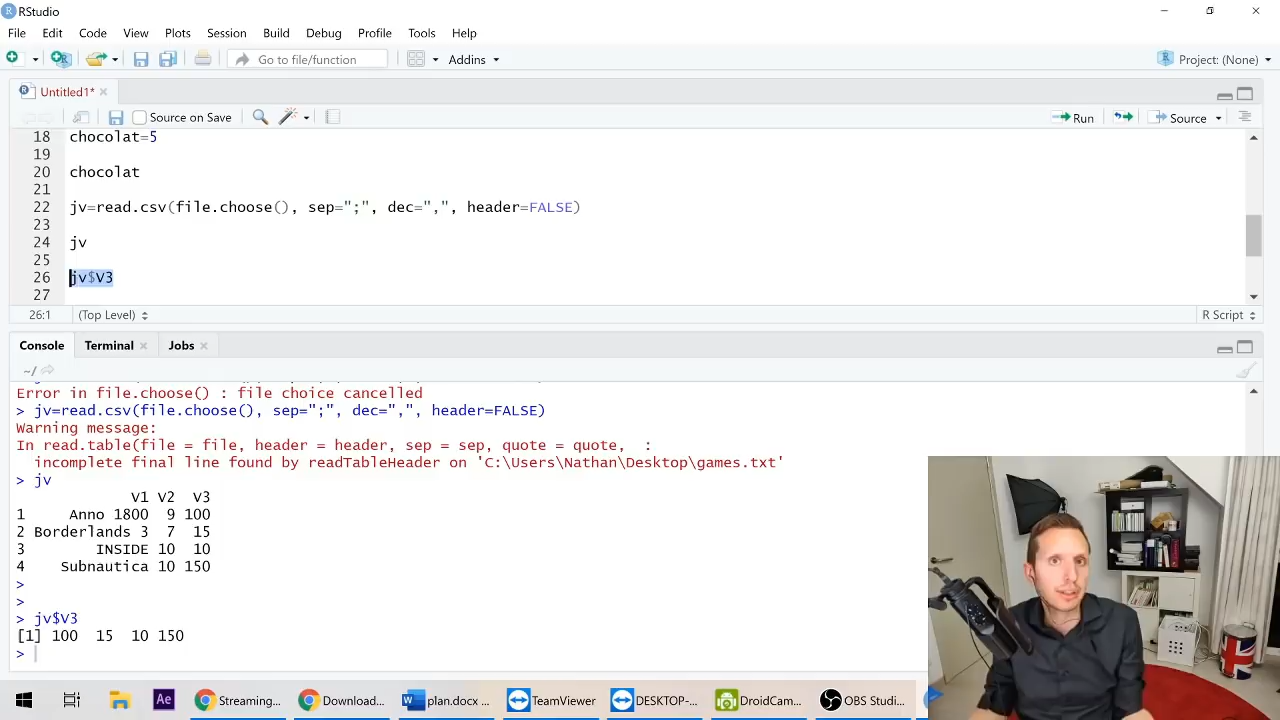 RStudio
File Edit Code View Plots Session Build Debug Profile Tools Help
Go to file/function Addins Project: (None)
Untitled1*
Source on Save Run Source
18 chocolat=5
19
20 chocolat
21
22 jv=read.csv(file.choose(), sep=";", dec=",", header=FALSE)
23
24 jv
25
26 jv$V3
27
26:1 (Top Level) R Script
Console Terminal Jobs
~/
Error in file.choose() : file choice cancelled
> jv=read.csv(file.choose(), sep=";", dec=",", header=FALSE)
Warning message:
In read.table(file = file, header = header, sep = sep, quote = quote,  :
incomplete final line found by readTableHeader on 'C:\Users\Nathan\Desktop\games.txt'
> jv
V1 V2 V3
1 Anno 1800 9 100
2 Borderlands 3 7 15
3 INSIDE 10 10
4 Subnautica 10 150
>
>
> jv$V3
[1] 100 15 10 150
>
Ae Streaming... Download... plan.docx ... TeamViewer DESKTOP-... DroidCam... OBS Studi...